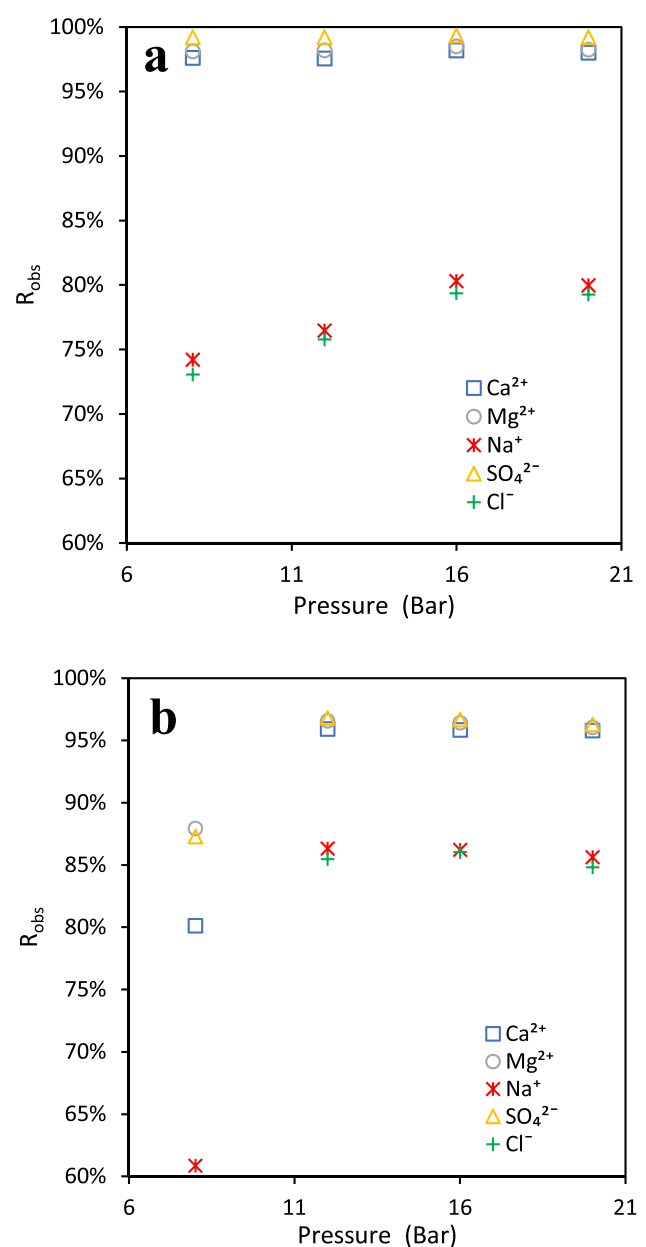 a
100%
95%
90%
85%
80%
75%
70%
65%
60%
R_obs
Ca²⁺
Mg²⁺
Na⁺
SO₄²⁻
Cl⁻
6 11 16 21
Pressure (Bar)
b
100%
95%
90%
85%
80%
75%
70%
65%
60%
R_obs
Ca²⁺
Mg²⁺
Na⁺
SO₄²⁻
Cl⁻
6 11 16 21
Pressure (Bar)